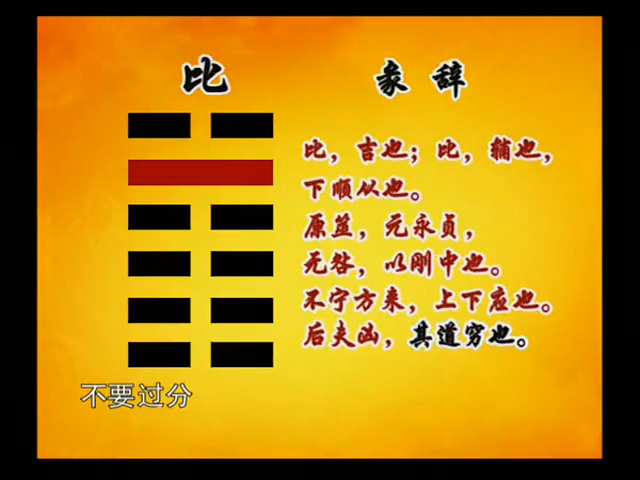 比
彖辞
比，吉也；比，辅也，
下顺从也。
原筮，元永贞，
无咎，以刚中也。
不宁方来，上下应也。
后夫凶，其道穷也。
不要过分